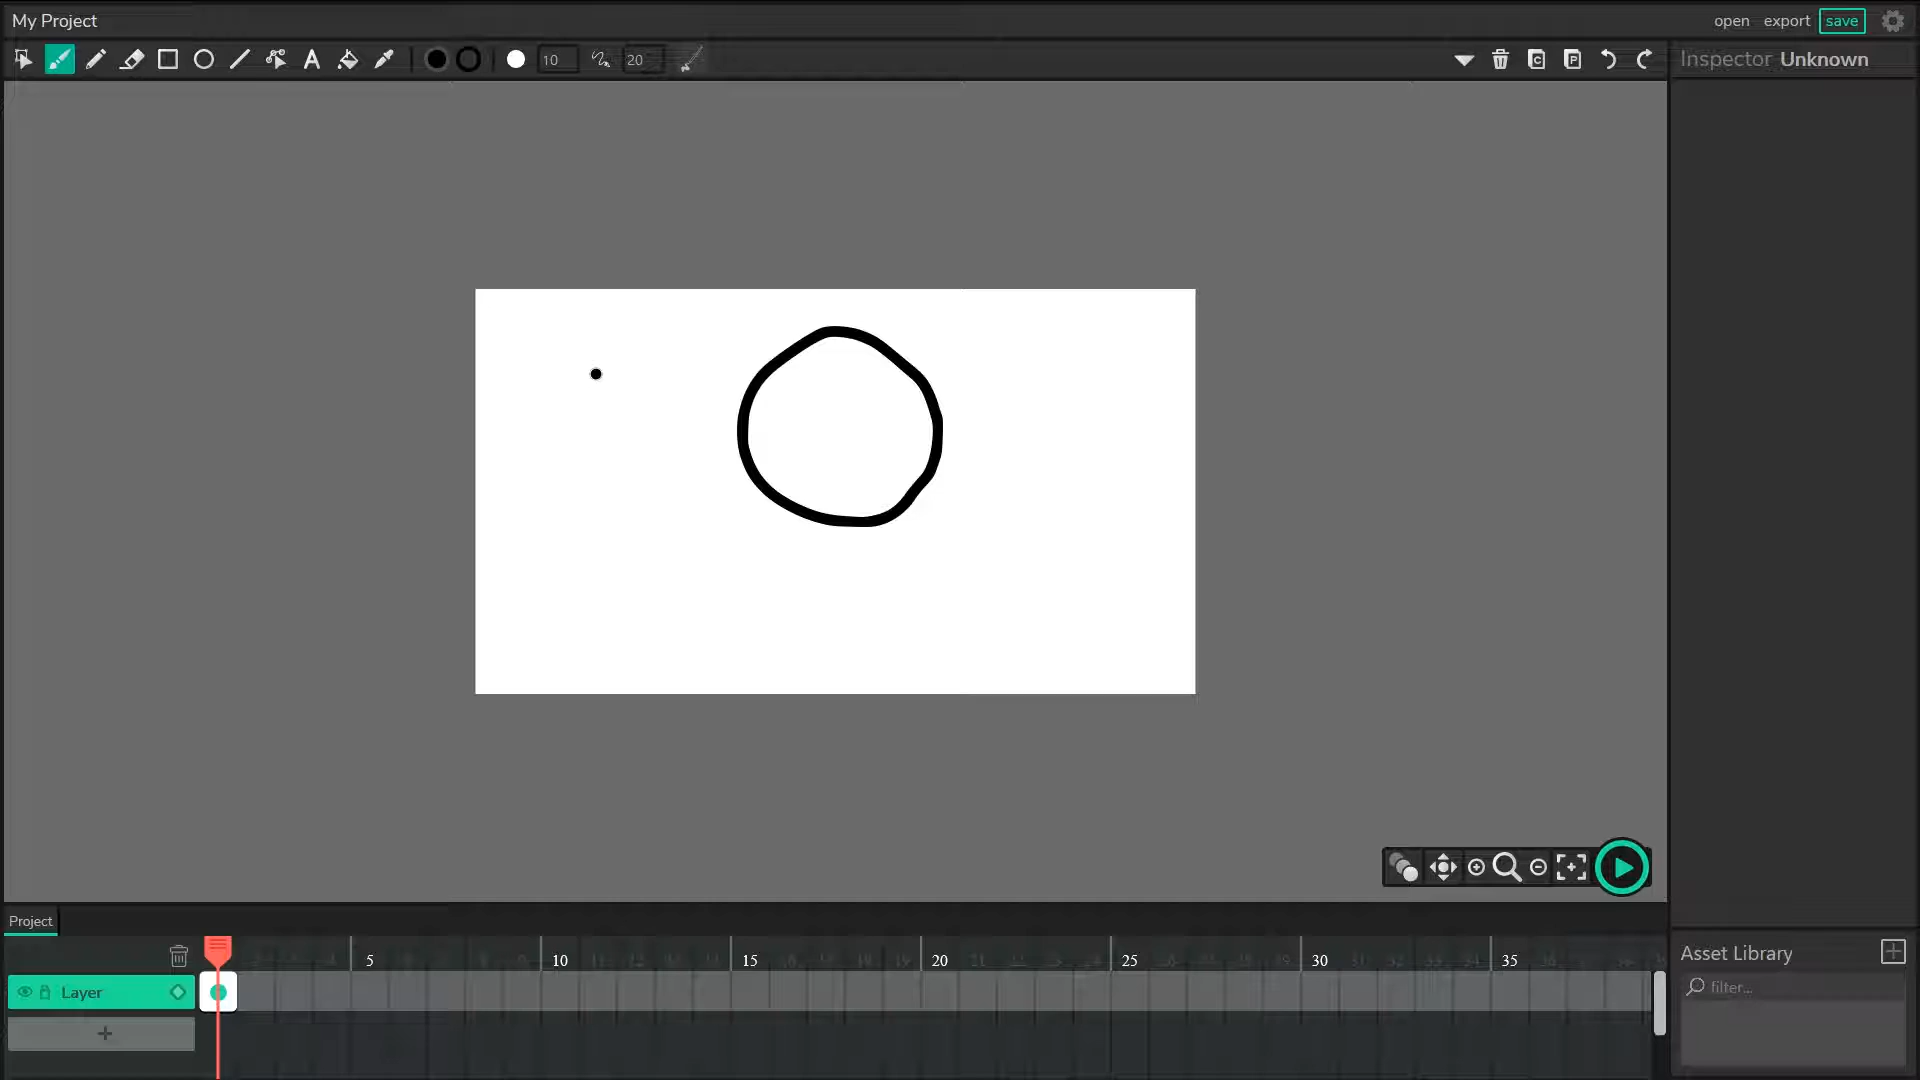 My Project
open export save
10 20
Inspector Unknown
Project
5 10 15 20 25 30 35
Layer
Asset Library
filter...